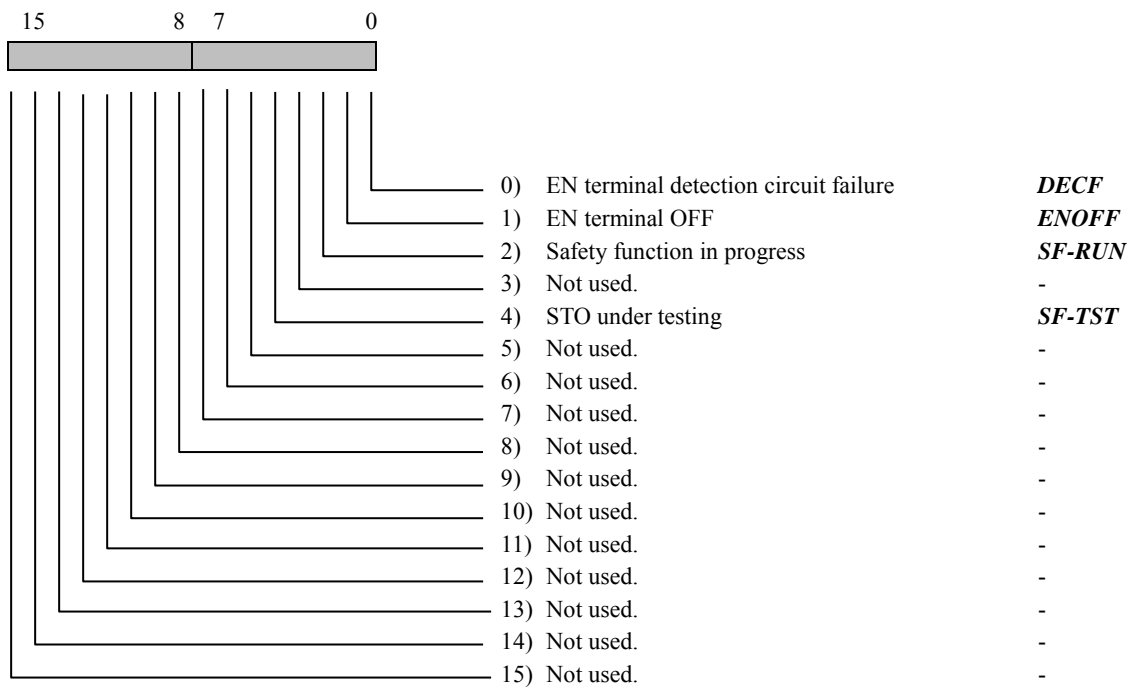 15 8 7 0
0) EN terminal detection circuit failure DECF
1) EN terminal OFF ENOFF
2) Safety function in progress SF-RUN
3) Not used. -
4) STO under testing SF-TST
5) Not used. -
6) Not used. -
7) Not used. -
8) Not used. -
9) Not used. -
10) Not used. -
11) Not used. -
12) Not used. -
13) Not used. -
14) Not used. -
15) Not used. -